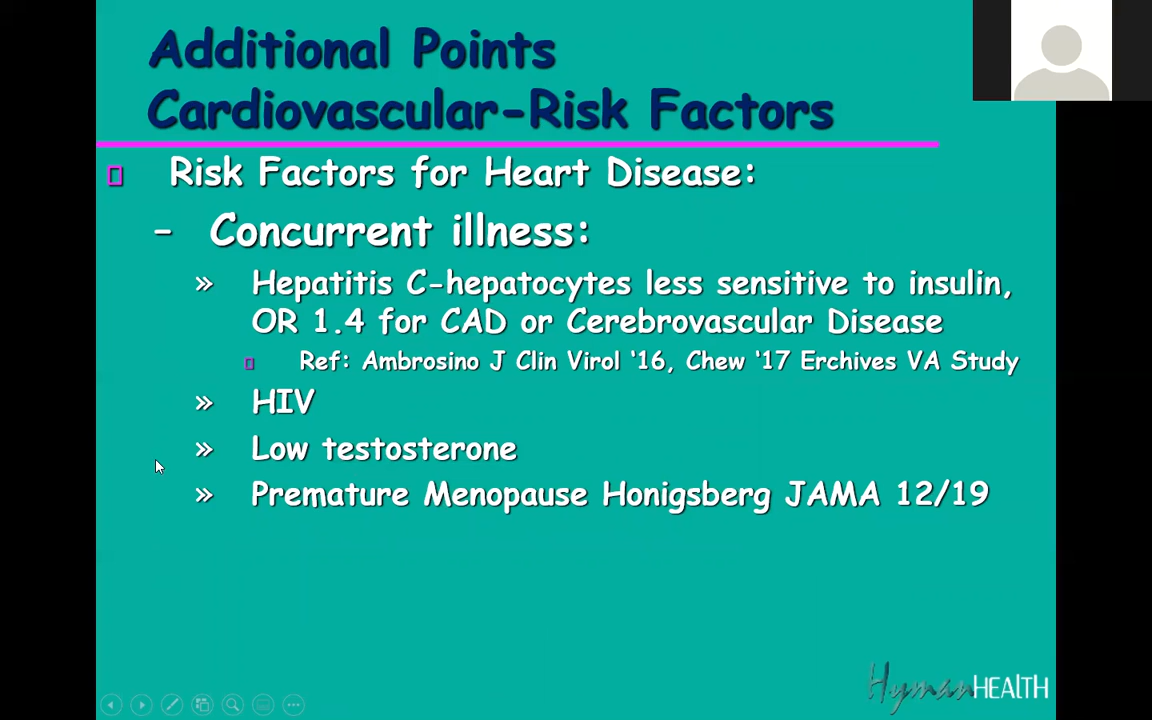 Additional Points
Cardiovascular-Risk Factors
Risk Factors for Heart Disease:
– Concurrent illness:
» Hepatitis C-hepatocytes less sensitive to insulin,
OR 1.4 for CAD or Cerebrovascular Disease
Ref: Ambrosino J Clin Virol ‘16, Chew ‘17 Erchives VA Study
» HIV
» Low testosterone
» Premature Menopause Honigsberg JAMA 12/19
HymanHEALTH